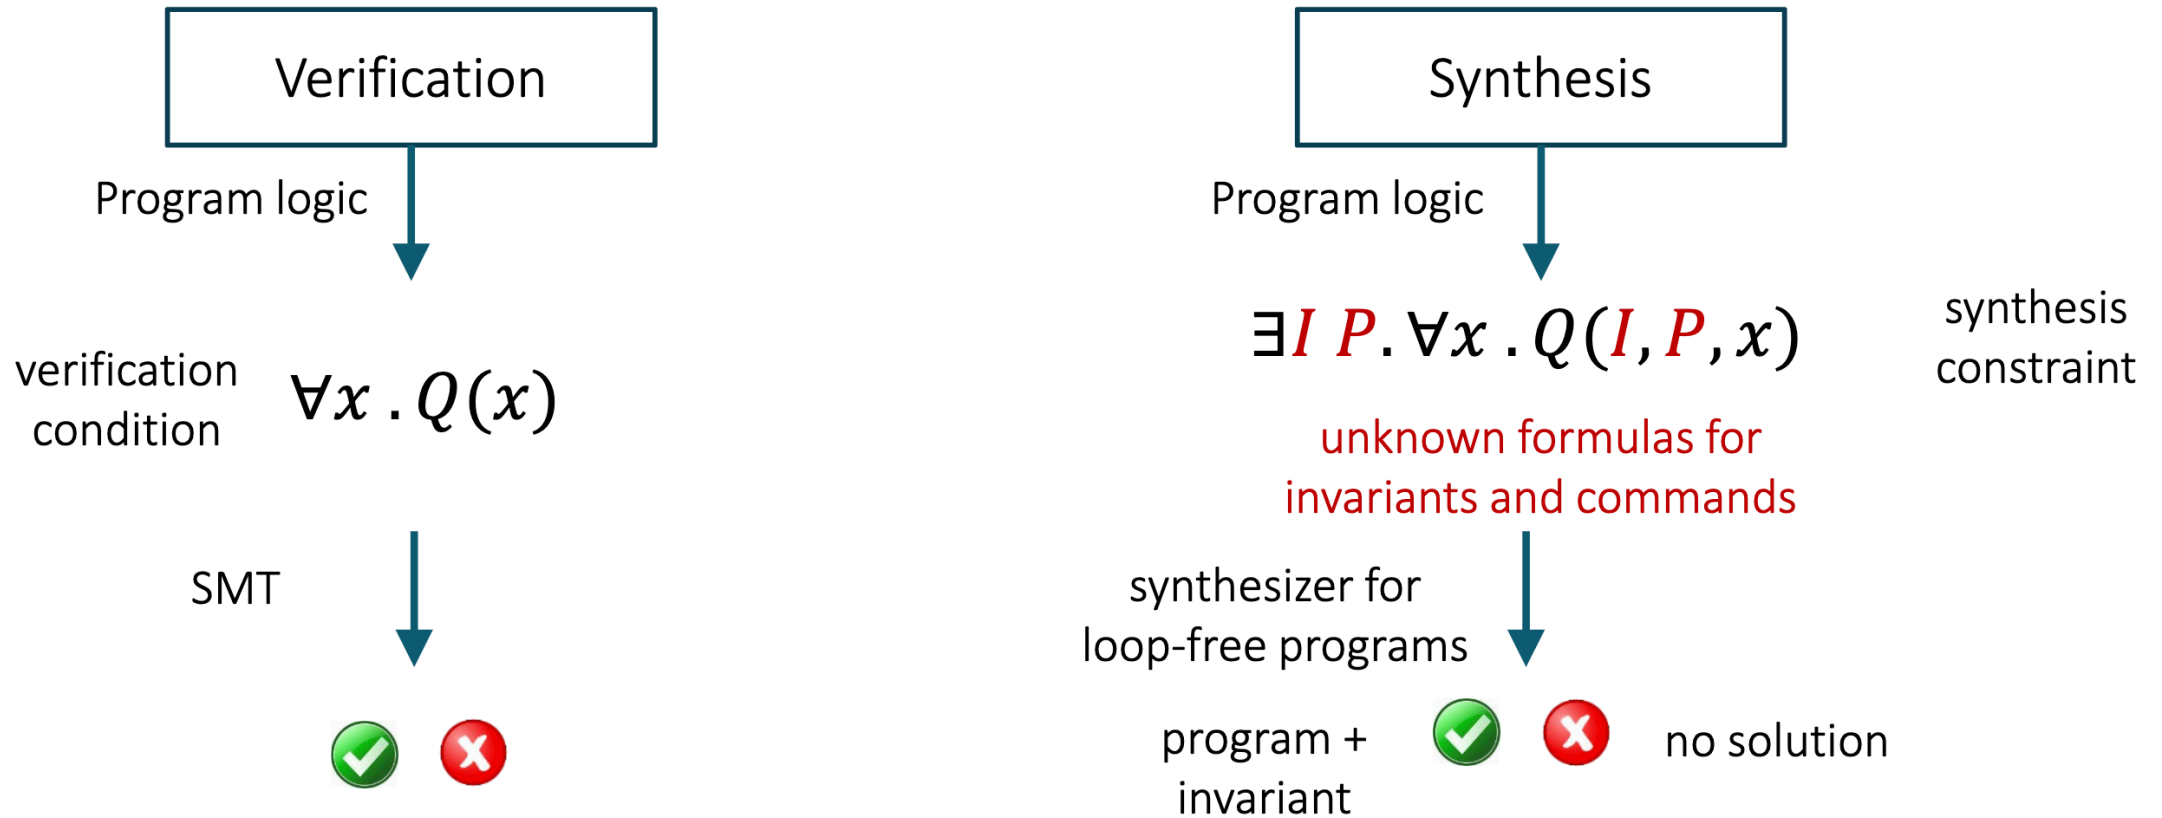 Verification
Program logic
verification
condition
∀x . Q(x)
SMT
Synthesis
Program logic
∃I P. ∀x . Q(I, P, x)
synthesis
constraint
unknown formulas for
invariants and commands
synthesizer for
loop-free programs
program +
invariant
no solution